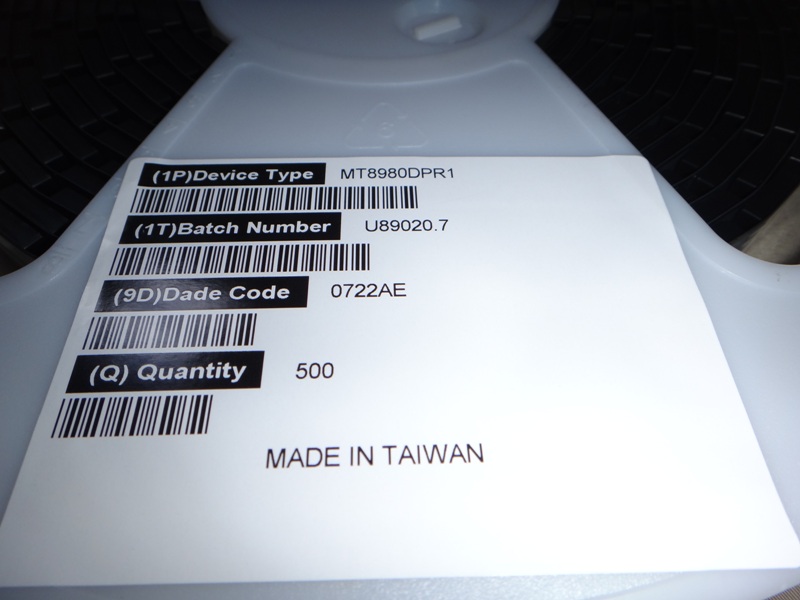 (1P)Device Type MT8980DPR1
(1T)Batch Number U89020.7
(9D)Dade Code 0722AE
(Q) Quantity 500
MADE IN TAIWAN